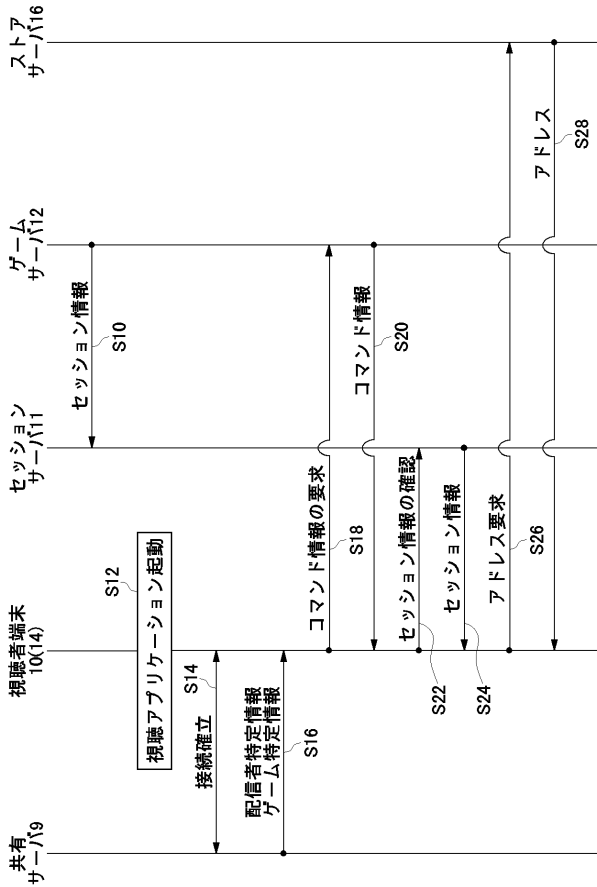 共有
サーバ9
視聴者端末
10(14)
セッション
サーバ11
ゲーム
サーバ12
ストア
サーバ16
セッション情報
S10
S12
視聴アプリケーション起動
S14
接続確立
配信者特定情報
ゲーム特定情報
S16
コマンド情報の要求
S18
コマンド情報
S20
セッション情報の確認
S22
セッション情報
S24
アドレス要求
S26
アドレス
S28